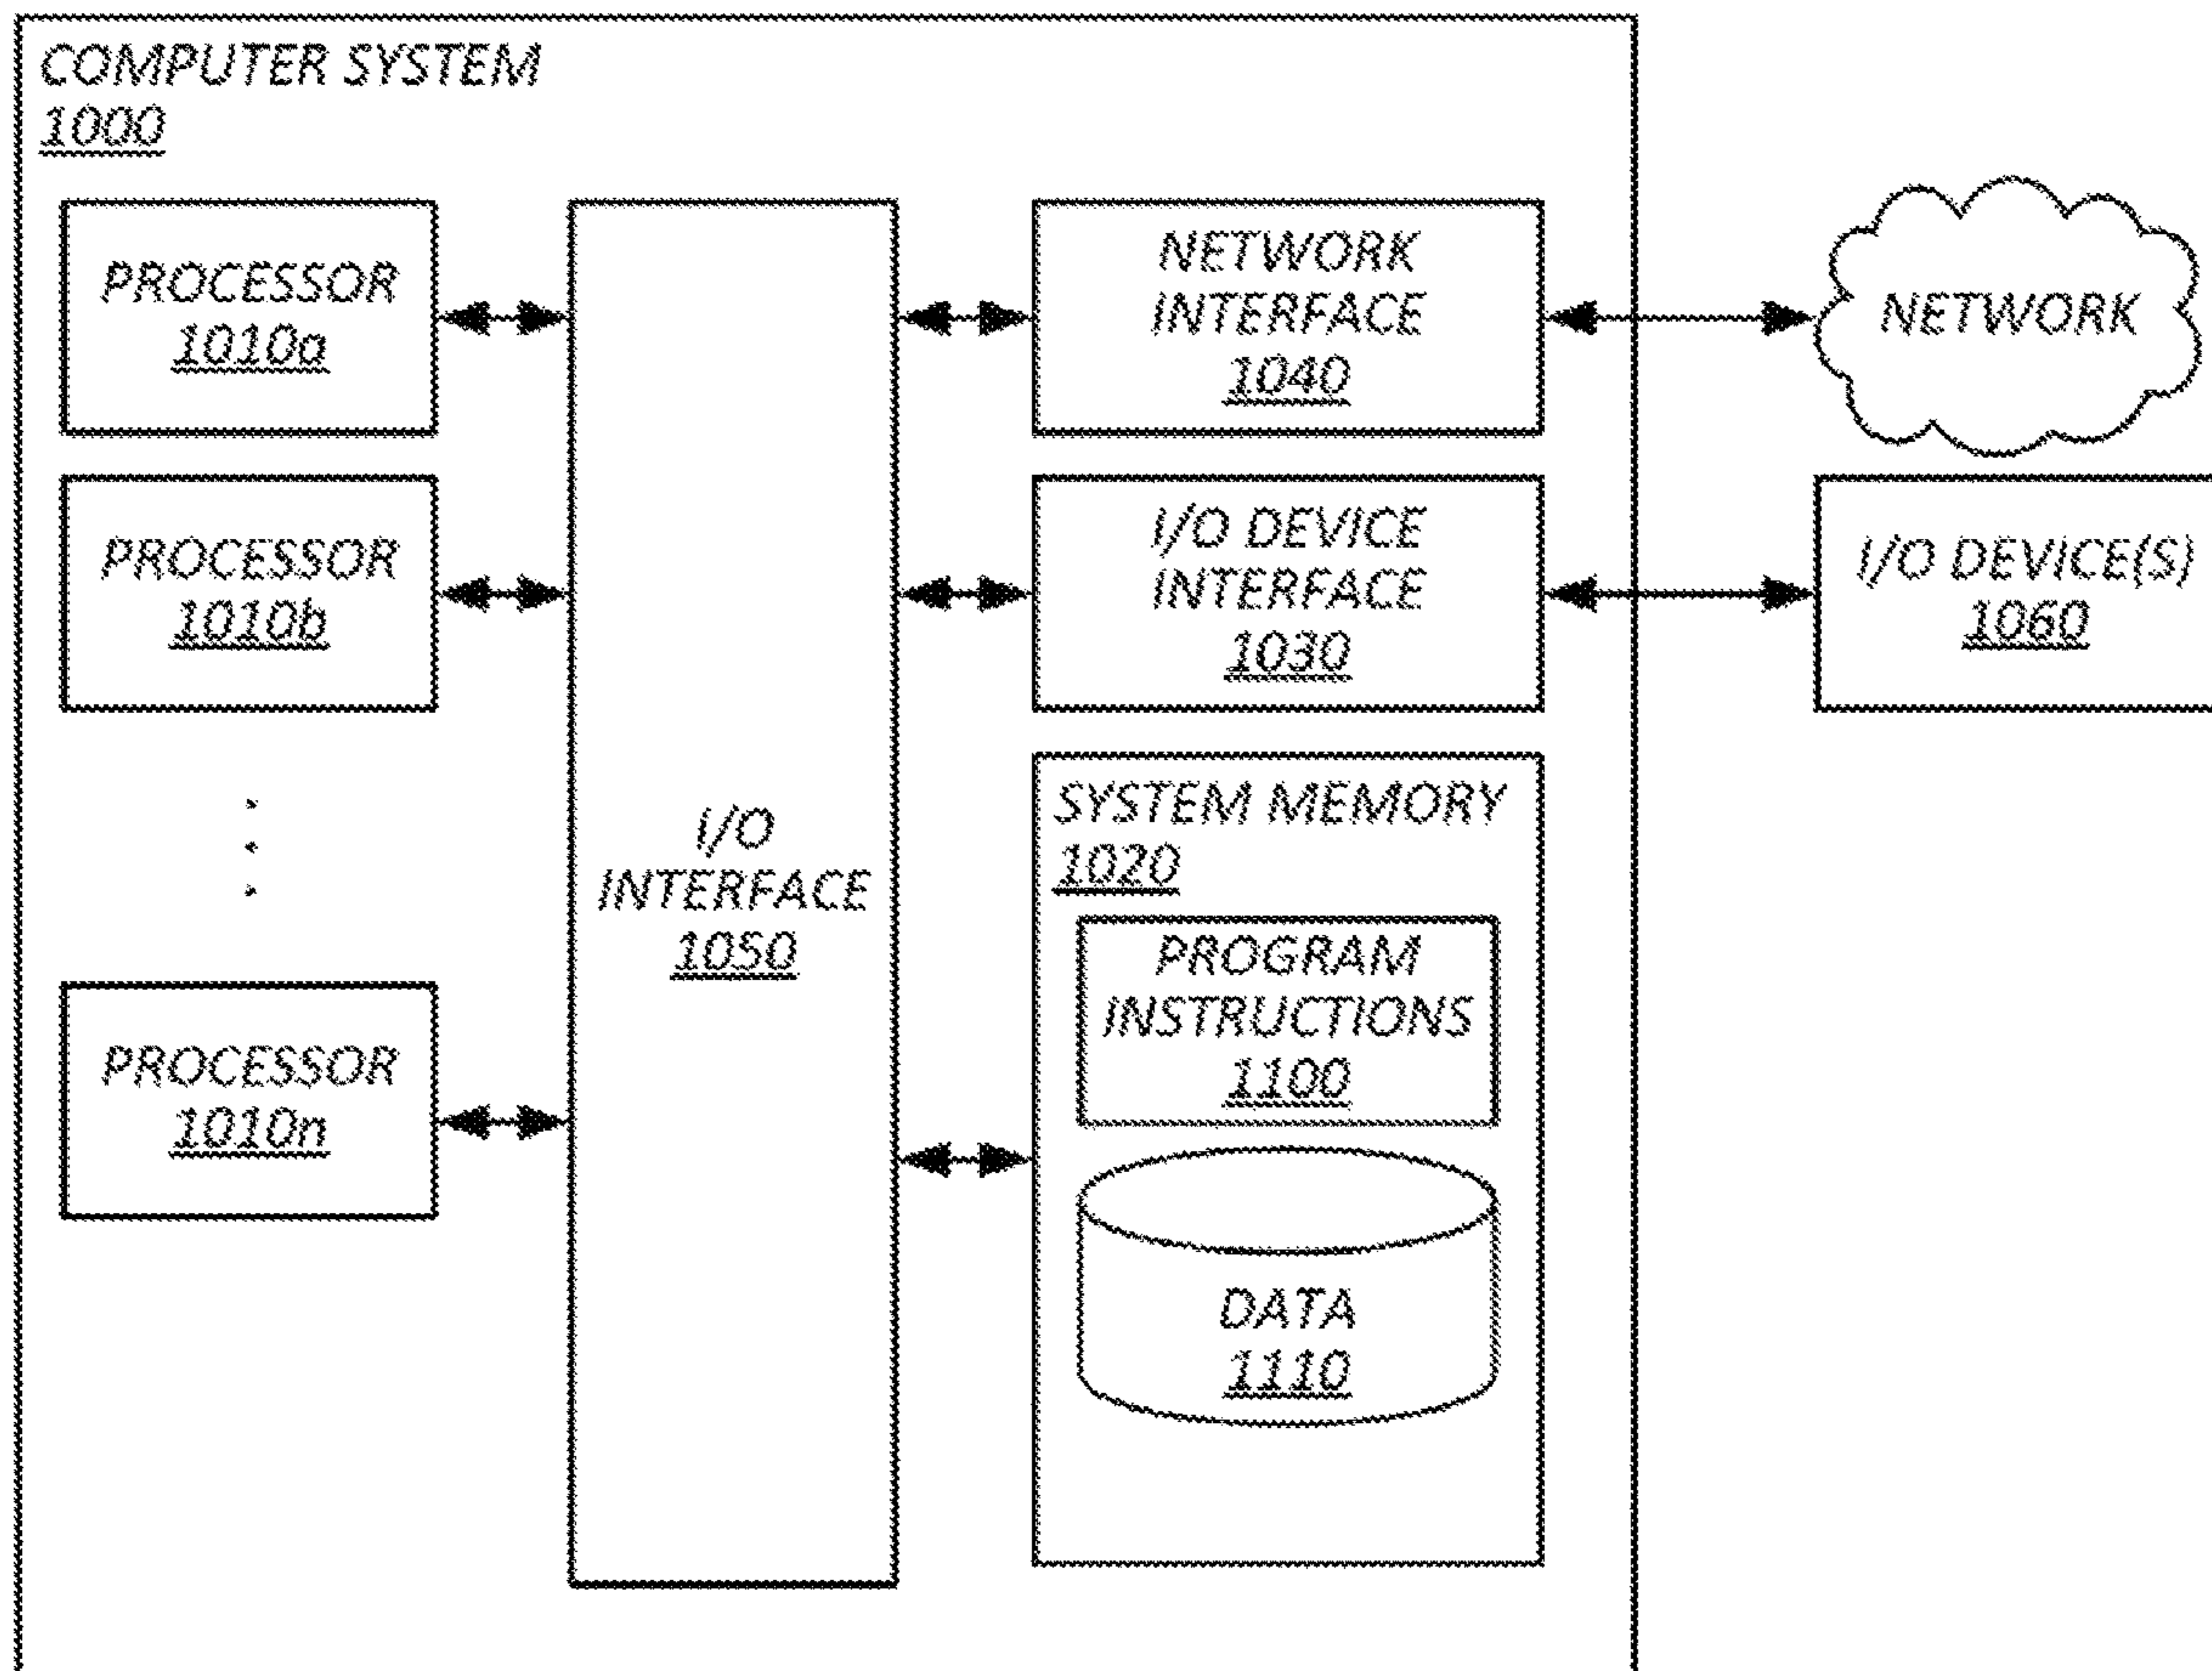 COMPUTER SYSTEM
1000
PROCESSOR
1010a
PROCESSOR
1010b
PROCESSOR
1010n
I/O
INTERFACE
1050
NETWORK
INTERFACE
1040
I/O DEVICE
INTERFACE
1030
SYSTEM MEMORY
1020
PROGRAM
INSTRUCTIONS
1100
DATA
1110
NETWORK
I/O DEVICE(S)
1060